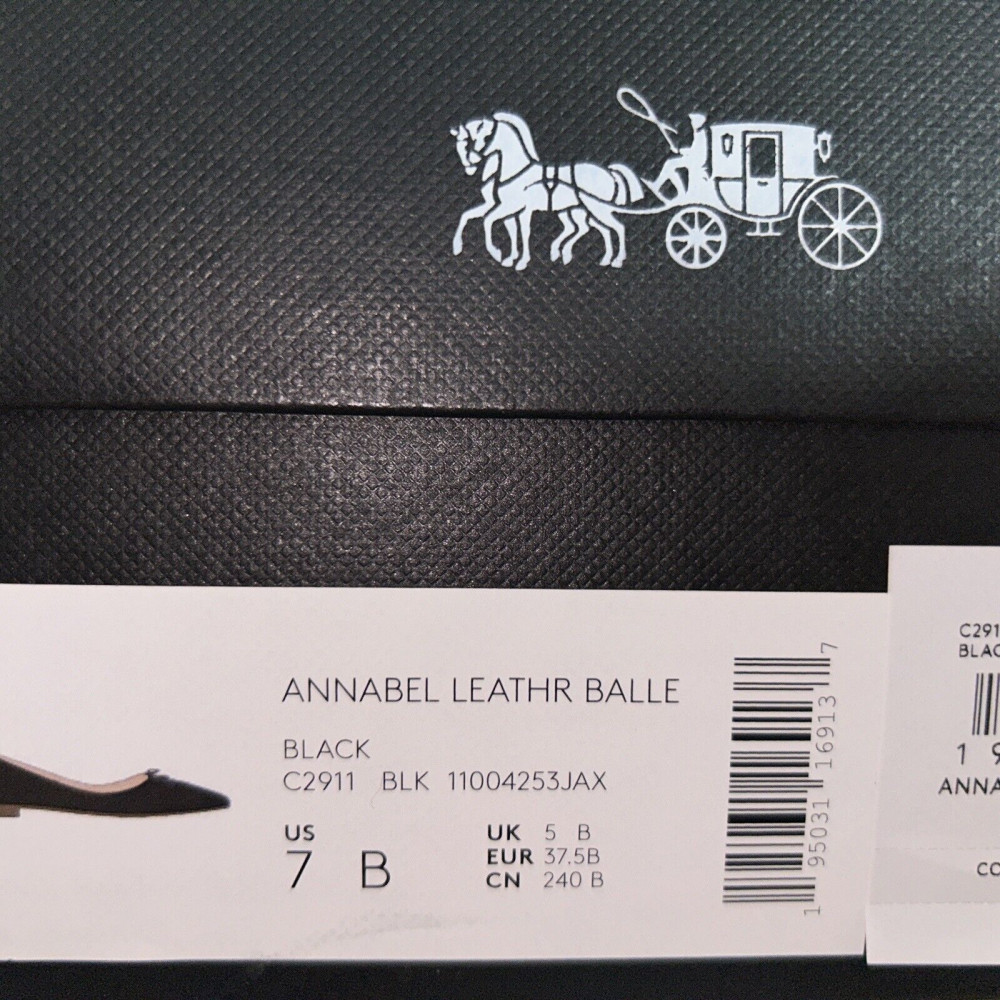 ANNABEL LEATHR BALLE
BLACK
C2911 BLK 11004253JAX
US
7 B
UK 5 B
EUR 37.5B
CN 240 B
1 95031 16913 7
C291
BLAC
1 9
ANNA
CO